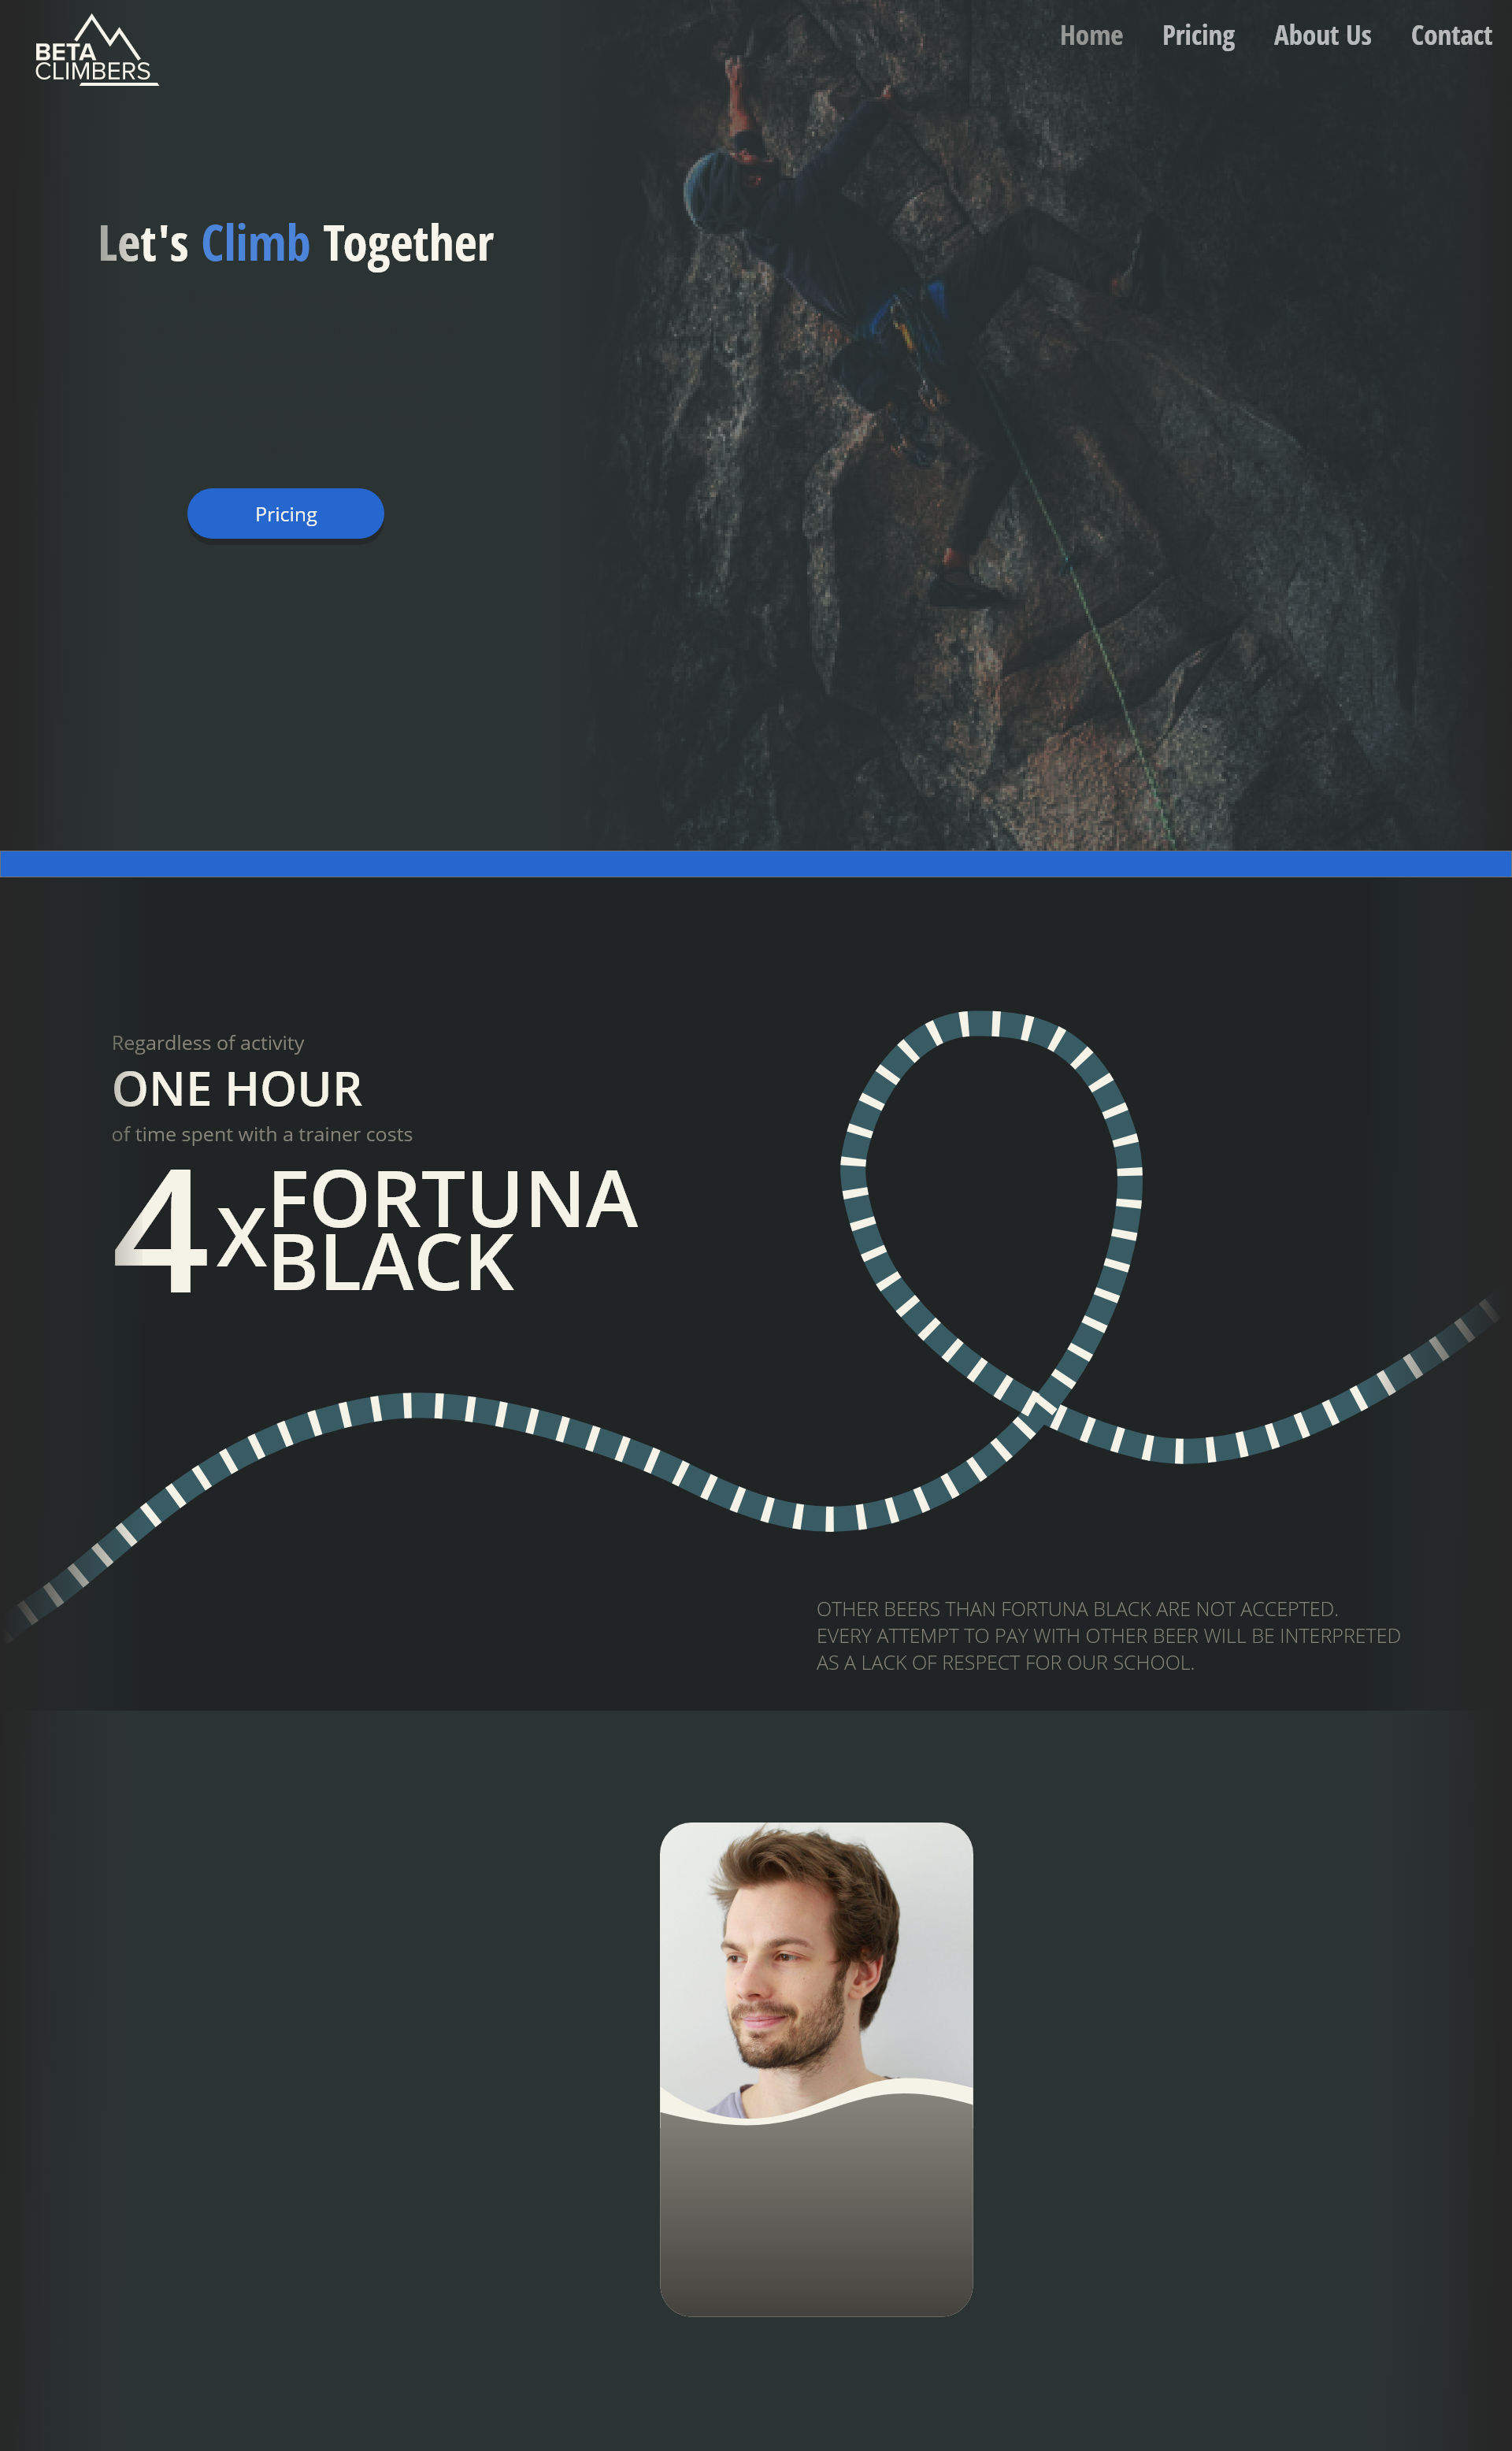 BETA
CLIMBERS
Home Pricing About Us Contact
Let's Climb Together
Pricing
Regardless of activity
ONE HOUR
of time spent with a trainer costs
4x FORTUNA
BLACK
OTHER BEERS THAN FORTUNA BLACK ARE NOT ACCEPTED.
EVERY ATTEMPT TO PAY WITH OTHER BEER WILL BE INTERPRETED
AS A LACK OF RESPECT FOR OUR SCHOOL.